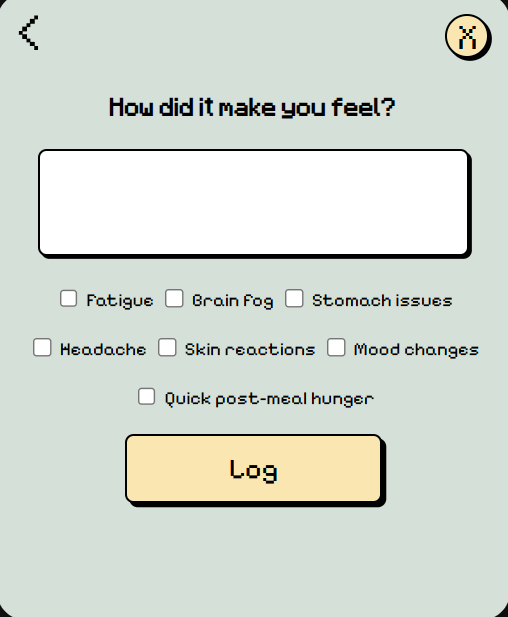 X
How did it make you feel?
Fatigue Brain fog Stomach issues
Headache Skin reactions Mood changes
Quick post-meal hunger
Log